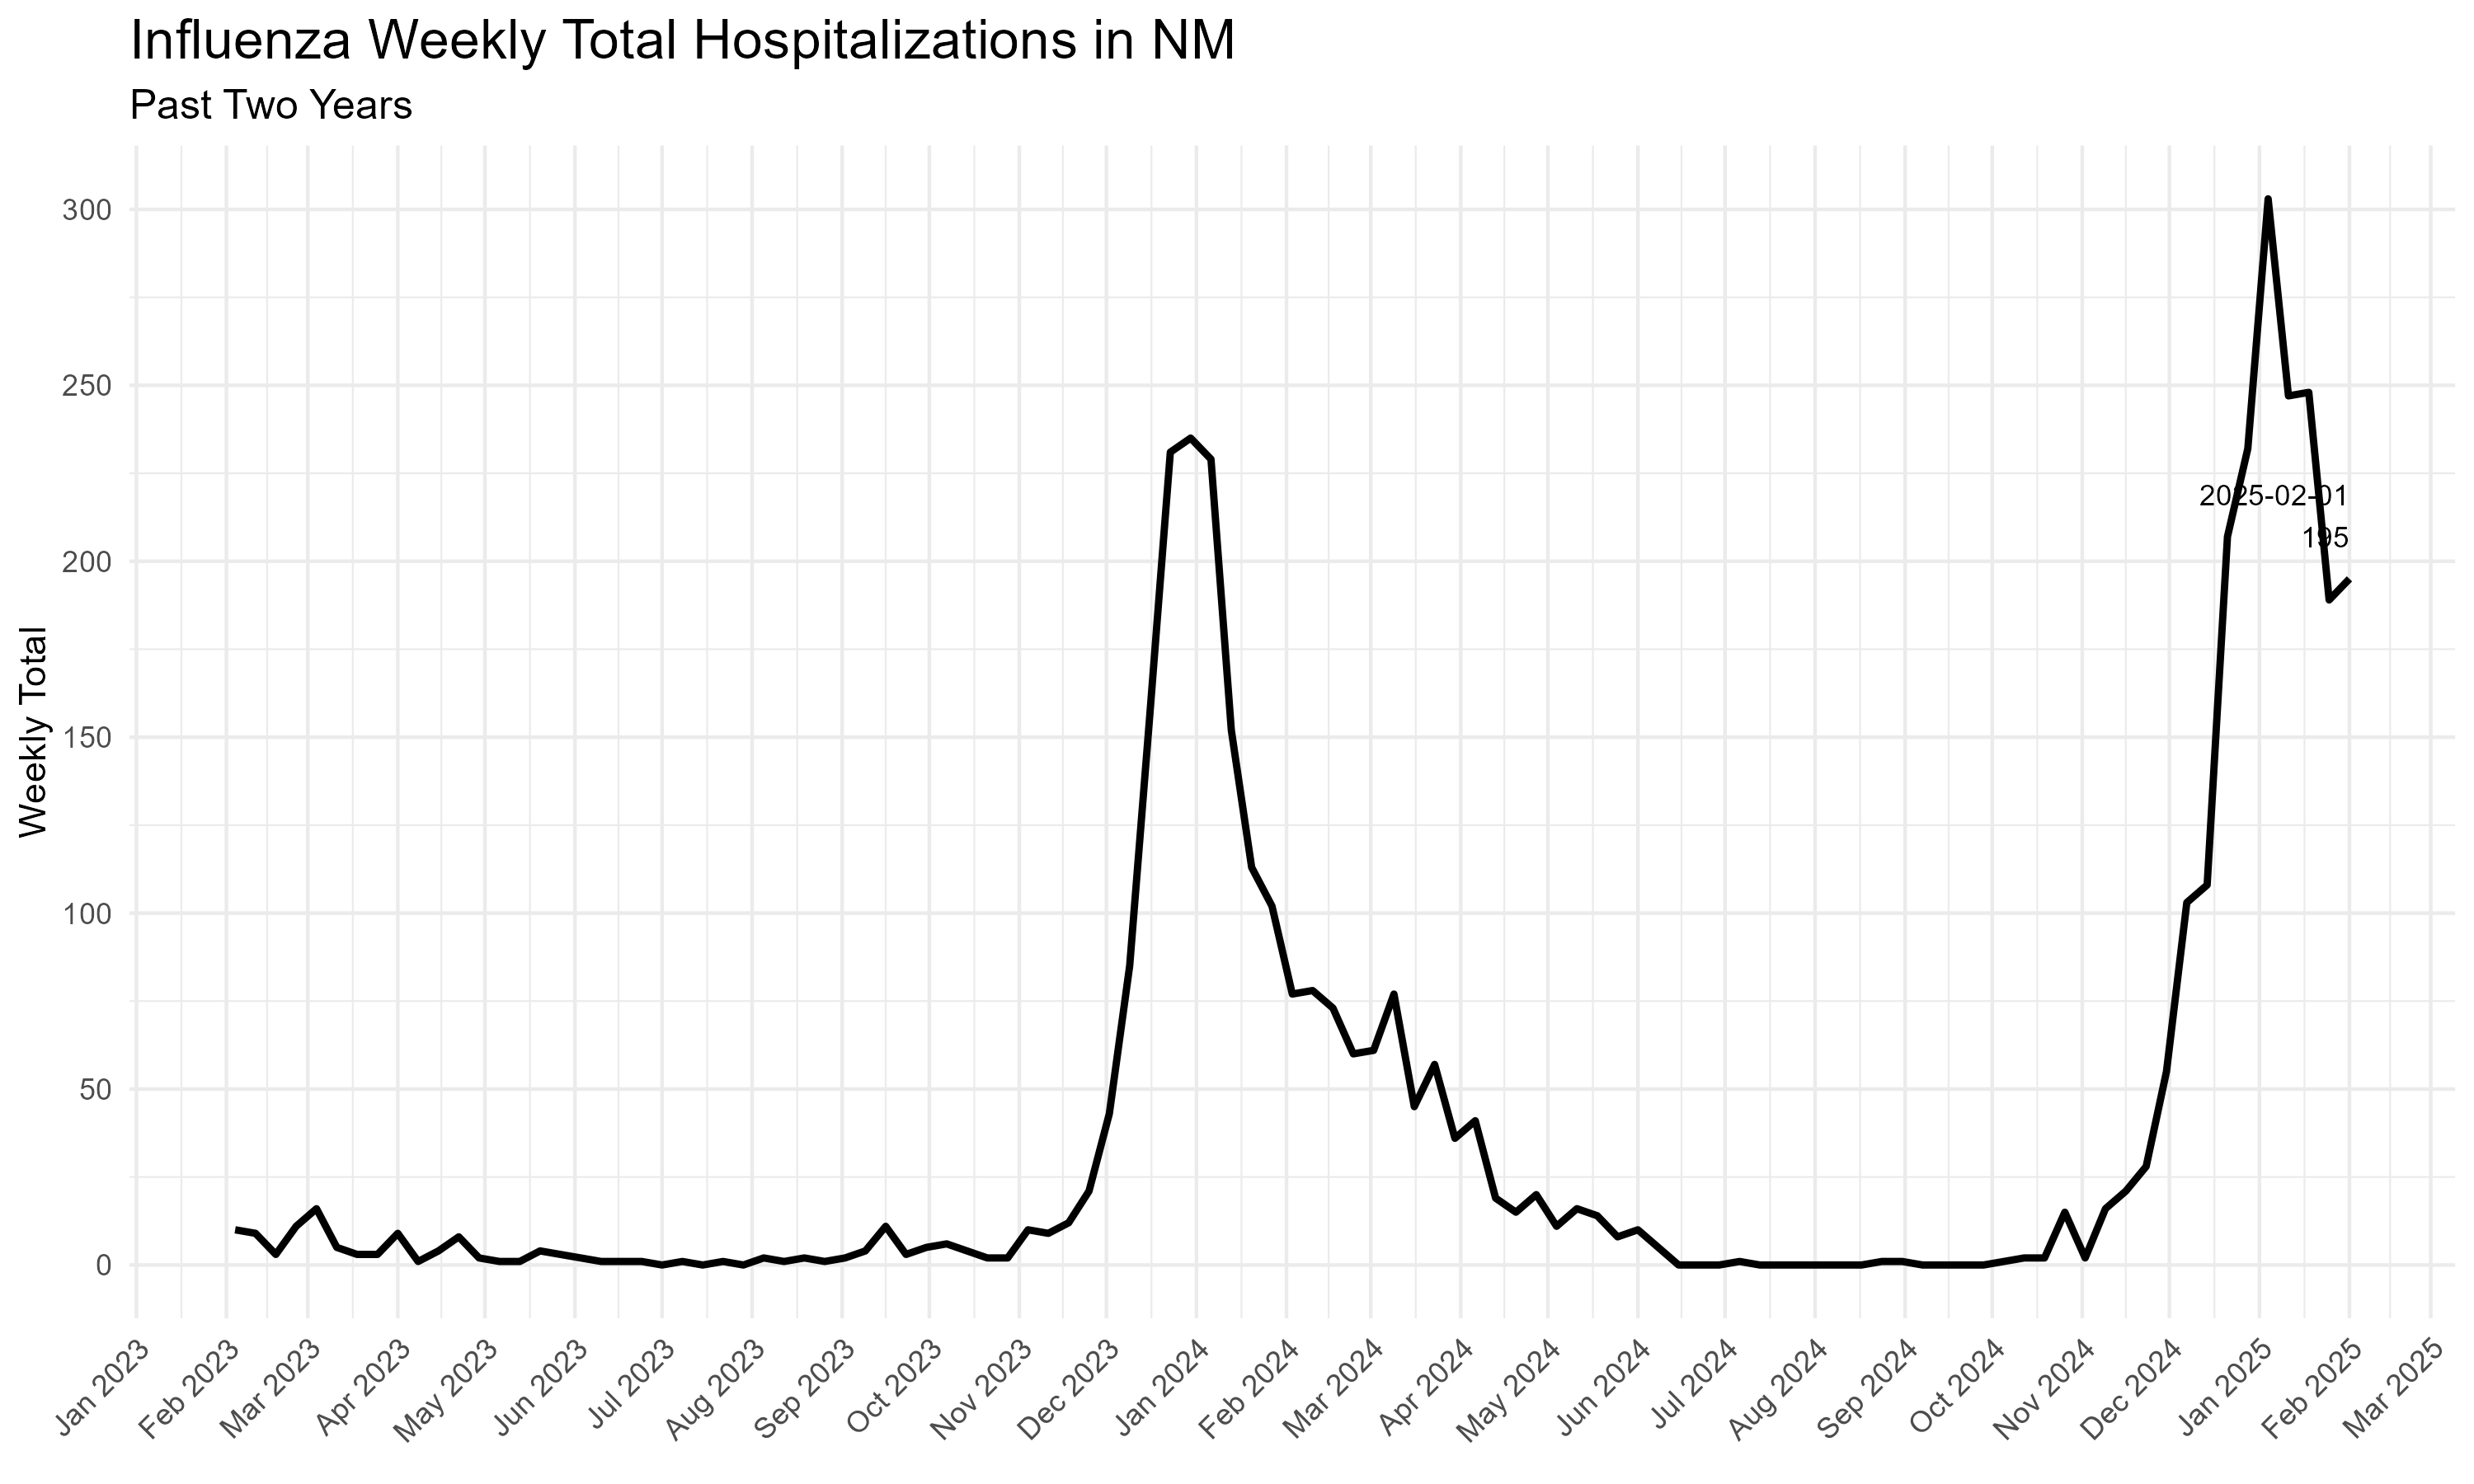 Influenza Weekly Total Hospitalizations in NM
Past Two Years
Weekly Total
300
250
200
150
100
50
0
2025-02-01
195
Jan 2023
Feb 2023
Mar 2023
Apr 2023
May 2023
Jun 2023
Jul 2023
Aug 2023
Sep 2023
Oct 2023
Nov 2023
Dec 2023
Jan 2024
Feb 2024
Mar 2024
Apr 2024
May 2024
Jun 2024
Jul 2024
Aug 2024
Sep 2024
Oct 2024
Nov 2024
Dec 2024
Jan 2025
Feb 2025
Mar 2025